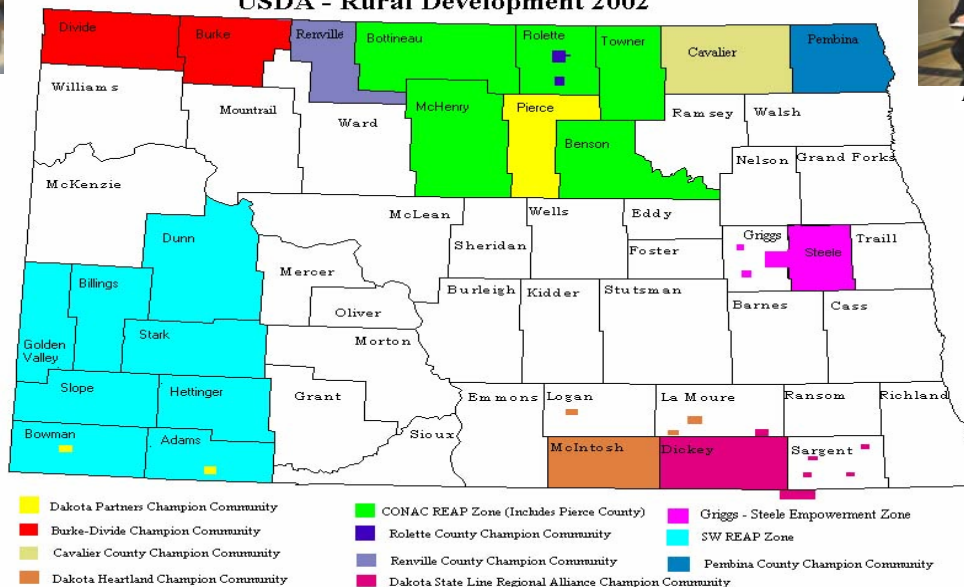 USDA - Rural Development 2002
Divide
Burke
Renville
Bottineau
Rolette
Towner
Cavalier
Pembina
Williams
Mountrail
Ward
McHenry
Pierce
Benson
Ramsey
Walsh
Nelson
Grand Forks
McKenzie
McLean
Sheridan
Wells
Eddy
Foster
Griggs
Steele
Traill
Dunn
Mercer
Oliver
Burleigh
Kidder
Stutsman
Barnes
Cass
Billings
Golden
Valley
Stark
Morton
Slope
Hettinger
Grant
Sioux
Emmons
Logan
La Moure
Ransom
Richland
Bowman
Adams
McIntosh
Dickey
Sargent
Dakota Partners Champion Community
Burke-Divide Champion Community
Cavalier County Champion Community
Dakota Heartland Champion Community
CONAC REAP Zone (Includes Pierce County)
Rolette County Champion Community
Renville County Champion Community
Dakota State Line Regional Alliance Champion Community
Griggs - Steele Empowerment Zone
SW REAP Zone
Pembina County Champion Community